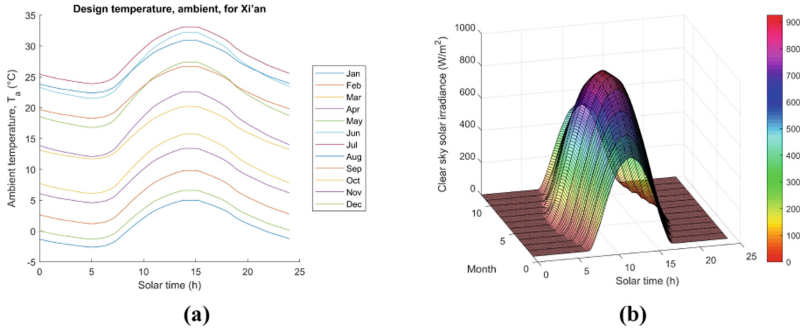 Design temperature, ambient, for Xi'an
Ambient temperature, Tₐ (°C)
35
30
25
20
15
10
5
0
-5
0
5
10
15
20
25
Solar time (h)
Jan
Feb
Mar
Apr
May
Jun
Jul
Aug
Sep
Oct
Nov
Dec
(a)
Clear sky solar irradiance (W/m²)
1000
800
600
400
200
0
10
5
0
Month
0
5
10
15
20
25
Solar time (h)
900
800
700
600
500
400
300
200
100
0
(b)